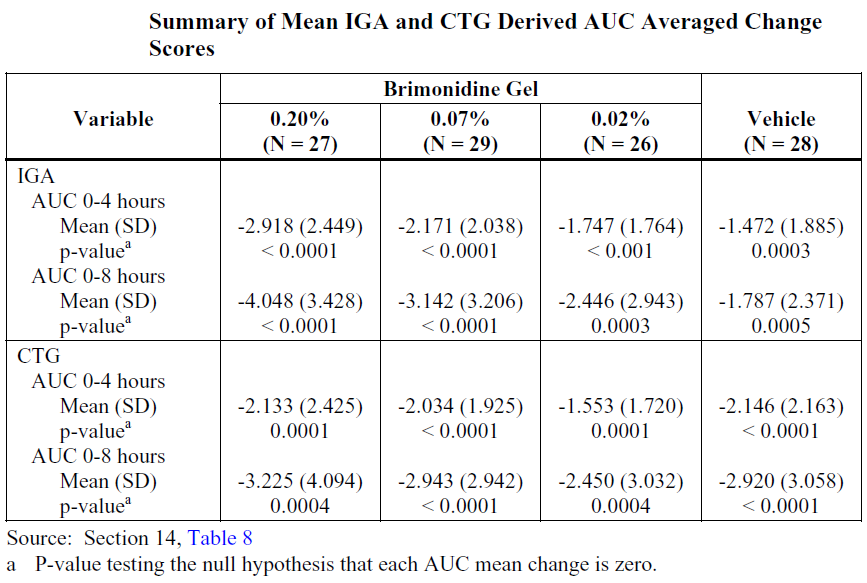 Summary of Mean IGA and CTG Derived AUC Averaged Change
Scores
Brimonidine Gel
Variable 0.20% 0.07% 0.02% Vehicle
(N = 27) (N = 29) (N = 26) (N = 28)
IGA
AUC 0-4 hours
Mean (SD) -2.918 (2.449) -2.171 (2.038) -1.747 (1.764) -1.472 (1.885)
p-valueᵃ < 0.0001 < 0.0001 < 0.001 0.0003
AUC 0-8 hours
Mean (SD) -4.048 (3.428) -3.142 (3.206) -2.446 (2.943) -1.787 (2.371)
p-valueᵃ < 0.0001 < 0.0001 0.0003 0.0005
CTG
AUC 0-4 hours
Mean (SD) -2.133 (2.425) -2.034 (1.925) -1.553 (1.720) -2.146 (2.163)
p-valueᵃ 0.0001 < 0.0001 0.0001 < 0.0001
AUC 0-8 hours
Mean (SD) -3.225 (4.094) -2.943 (2.942) -2.450 (3.032) -2.920 (3.058)
p-valueᵃ 0.0004 < 0.0001 0.0004 < 0.0001
Source: Section 14, Table 8
a P-value testing the null hypothesis that each AUC mean change is zero.